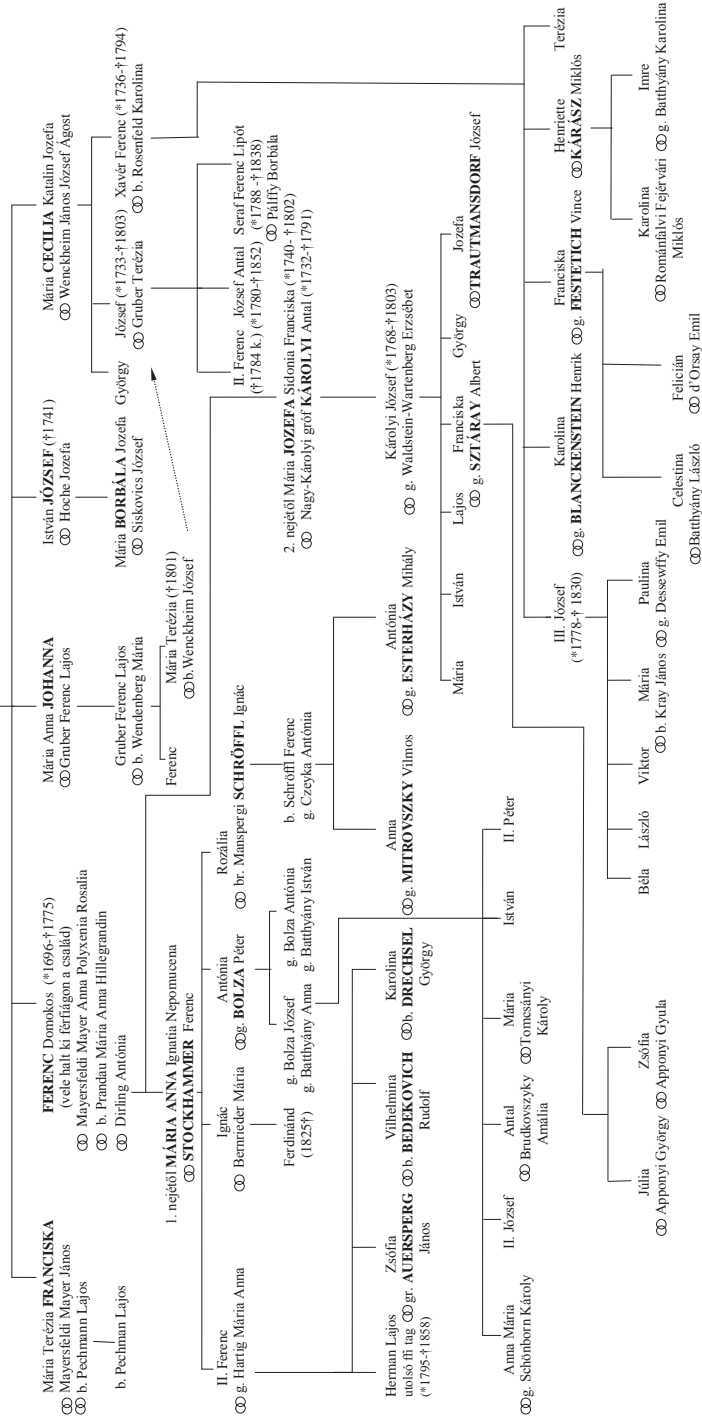 Mária Terézia FRANCISKA
⚭ Mayersfeldi Mayer János
⚭ b. Pechmann Lajos
b. Pechman Lajos
FERENC Domokos (*1696-†1775)
(vele halt ki férfiágon a család)
⚭ Mayersfeldi Mayer Anna Polyxenia Rosalia
⚭ b. Prandau Mária Anna Hillegrandin
⚭ Dirling Antónia
Mária Anna JOHANNA
⚭ Gruber Ferenc Lajos
Gruber Ferenc Lajos
⚭ b. Wendenberg Mária
Ferenc
Mária Terézia (†1801)
⚭ b.Wenckheim József
István JÓZSEF (†1741)
⚭ Hoche Jozefa
Mária BORBÁLA Jozefa
⚭ Siskovics József
Mária CECILIA Katalin Jozefa
⚭ Wenckheim János József Ágost
György
József (*1733-†1803)
⚭ Gruber Terézia
Xavér Ferenc (*1736-†1794)
⚭ b. Rosenfeld Karolina
II. Ferenc
(†1784 k.)
József Antal
(*1780-†1852)
Seraf Ferenc Lipót
(*1788 -†1838)
⚭ Pálffy Borbála
1. nejétől MÁRIA ANNA Ignatia Nepomucena
⚭ STOCKHAMMER Ferenc
2. nejétől Mária JOZEFA Sidonia Franciska (*1740- †1802)
⚭ Nagy-Károlyi gróf KÁROLYI Antal (*1732-†1791)
II. Ferenc
⚭ g. Hartig Mária Anna
Ignác
⚭ Bernrieder Mária
Ferdinánd
(1825†)
Antónia
⚭g. BOLZA Péter
g. Bolza József
g. Batthyány Anna
g. Bolza Antónia
g. Batthyány István
Rozália
⚭ br. Manspergi SCHRÖFFL Ignác
b. Schröffl Ferenc
g. Czeyka Antónia
Anna
⚭ g. MITROVSZKY Vilmos
Antónia
⚭ g. ESTERHÁZY Mihály
Károlyi József (*1768-†1803)
⚭ g. Waldstein-Wartenberg Erzsébet
Mária
István
Lajos
Franciska
⚭ g. SZTÁRAY Albert
György
Jozefa
⚭ TRAUTMANSDORF József
Herman Lajos
utolsó ffi tag
(*1795-†1858)
Zsófia
⚭ gr. AUERSPERG
János
Vilhelmina
⚭ b. BEDEKOVICH
Rudolf
Karolina
⚭ b. DRECHSEL
György
Anna Mária
⚭g. Schönborn Károly
II. József
Antal
⚭ Brudkovszyky
Amália
Mária
⚭Tomcsányi
Károly
István
II. Péter
III. József
(*1778-† 1830)
Karolina
⚭g. BLANCKENSTEIN Henrik
Franciska
⚭g. FESTETICH Vince
Henriette
⚭ KÁRÁSZ Miklós
Terézia
Béla
László
Viktor
Mária
⚭ b. Kray János
Paulina
⚭ g. Dessewffy Emil
Celestina
⚭Batthyány László
Felicián
⚭ d'Orsay Emil
Karolina
⚭ Románfalvi Fejérvári
Miklós
Imre
⚭g. Batthyány Karolina
Júlia
⚭ Apponyi György
Zsófia
⚭ Apponyi Gyula